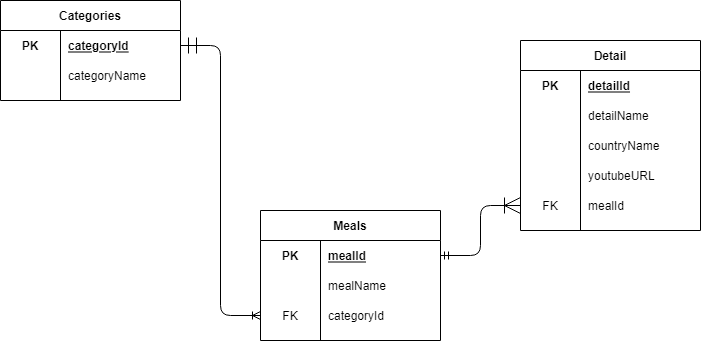 Categories
PK categoryId
categoryName
Detail
PK detailId
detailName
countryName
youtubeURL
FK mealId
Meals
PK mealId
mealName
FK categoryId